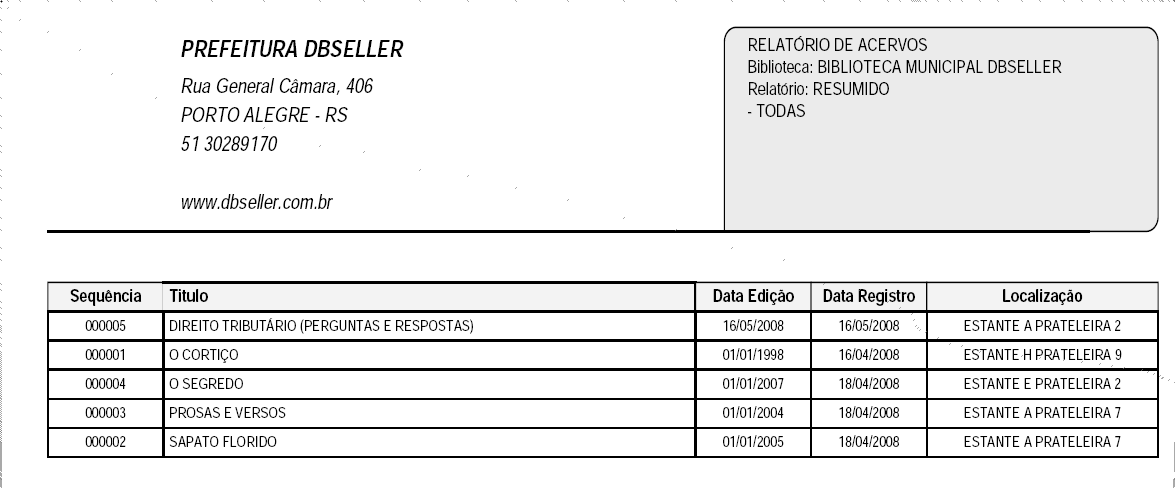 PREFEITURA DBSELLER
Rua General Câmara, 406
PORTO ALEGRE - RS
51 30289170
www.dbseller.com.br
RELATÓRIO DE ACERVOS
Biblioteca: BIBLIOTECA MUNICIPAL DBSELLER
Relatório: RESUMIDO
- TODAS
Sequência Titulo Data Edição Data Registro Localização
000005 DIREITO TRIBUTÁRIO (PERGUNTAS E RESPOSTAS) 16/05/2008 16/05/2008 ESTANTE A PRATELEIRA 2
000001 O CORTIÇO 01/01/1998 16/04/2008 ESTANTE H PRATELEIRA 9
000004 O SEGREDO 01/01/2007 18/04/2008 ESTANTE E PRATELEIRA 2
000003 PROSAS E VERSOS 01/01/2004 18/04/2008 ESTANTE A PRATELEIRA 7
000002 SAPATO FLORIDO 01/01/2005 18/04/2008 ESTANTE A PRATELEIRA 7